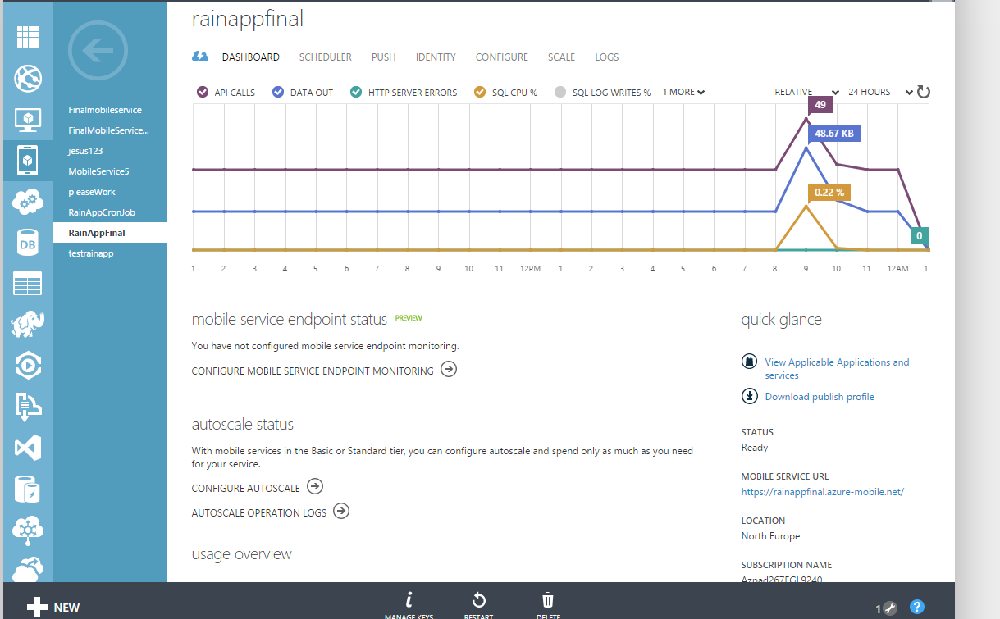 rainappfinal
DASHBOARD SCHEDULER PUSH IDENTITY CONFIGURE SCALE LOGS
Finalmobileservice
FinalMobileService...
jesus123
MobileService5
pleaseWork
RainAppCronJob
RainAppFinal
testrainapp
DB
API CALLS DATA OUT HTTP SERVER ERRORS SQL CPU % SQL LOG WRITES % 1 MORE RELATIVE 24 HOURS
49
48.67 KB
0.22 %
0
1 2 3 4 5 6 7 8 9 10 11 12PM 1 2 3 4 5 6 7 8 9 10 11 12AM 1
mobile service endpoint status PREVIEW
You have not configured mobile service endpoint monitoring.
CONFIGURE MOBILE SERVICE ENDPOINT MONITORING
autoscale status
With mobile services in the Basic or Standard tier, you can configure autoscale and spend only as much as you need
for your service.
CONFIGURE AUTOSCALE
AUTOSCALE OPERATION LOGS
usage overview
quick glance
View Applicable Applications and
services
Download publish profile
STATUS
Ready
MOBILE SERVICE URL
https://rainappfinal.azure-mobile.net/
LOCATION
North Europe
SUBSCRIPTION NAME
NEW
MANAGE KEYS RESTART DELETE
1 ?